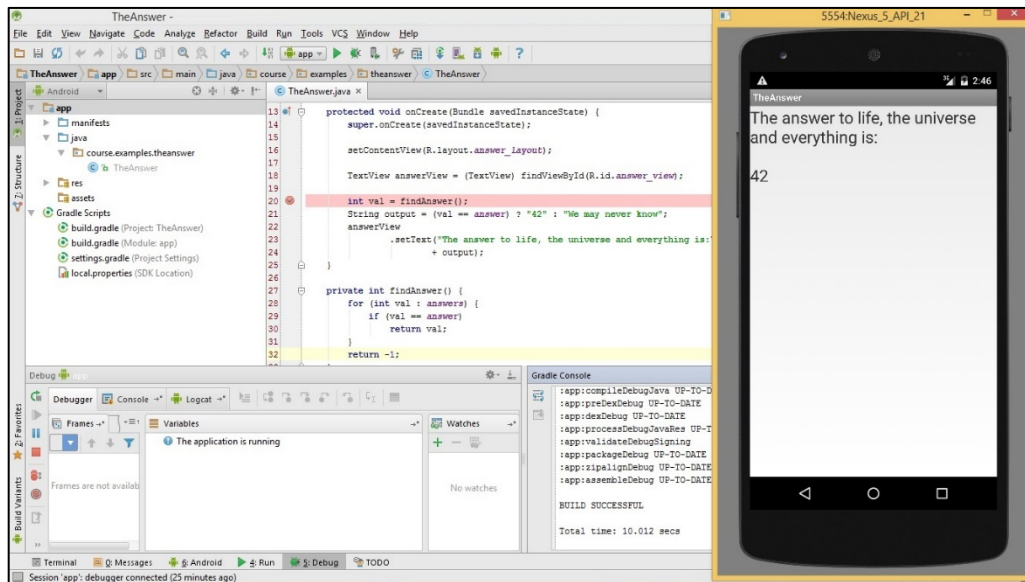 TheAnswer -
File Edit View Navigate Code Analyze Refactor Build Run Tools VCS Window Help
app
TheAnswer app src main java course examples theanswer TheAnswer
Android
TheAnswer.java
1: Project
7: Structure
2: Favorites
Build Variants
app
manifests
java
course.examples.theanswer
TheAnswer
res
assets
Gradle Scripts
build.gradle (Project: TheAnswer)
build.gradle (Module: app)
settings.gradle (Project Settings)
local.properties (SDK Location)
13 protected void onCreate(Bundle savedInstanceState) {
14 super.onCreate(savedInstanceState);
15
16 setContentView(R.layout.answer_layout);
17
18 TextView answerView = (TextView) findViewById(R.id.answer_view);
19
20 int val = findAnswer();
21 String output = (val == answer) ? "42" : "We may never know";
22 answerView
23 .setText("The answer to life, the universe and everything is:
24 + output);
25 }
26
27 private int findAnswer() {
28 for (int val : answers) {
29 if (val == answer)
30 return val;
31 }
32 return -1;
Debug app
Debugger Console Logcat
Frames Variables Watches
The application is running
Frames are not availab
No watches
Gradle Console
:app:compileDebugJava UP-TO-D
:app:preDexDebug UP-TO-DATE
:app:dexDebug UP-TO-DATE
:app:processDebugJavaRes UP-T
:app:validateDebugSigning
:app:packageDebug UP-TO-DATE
:app:zipalignDebug UP-TO-DATE
:app:assembleDebug UP-TO-DATE
BUILD SUCCESSFUL
Total time: 10.012 secs
Terminal 0: Messages 6: Android 4: Run 5: Debug TODO
Session 'app': debugger connected (25 minutes ago)
5554:Nexus_5_API_21
2:46
TheAnswer
The answer to life, the universe
and everything is:
42